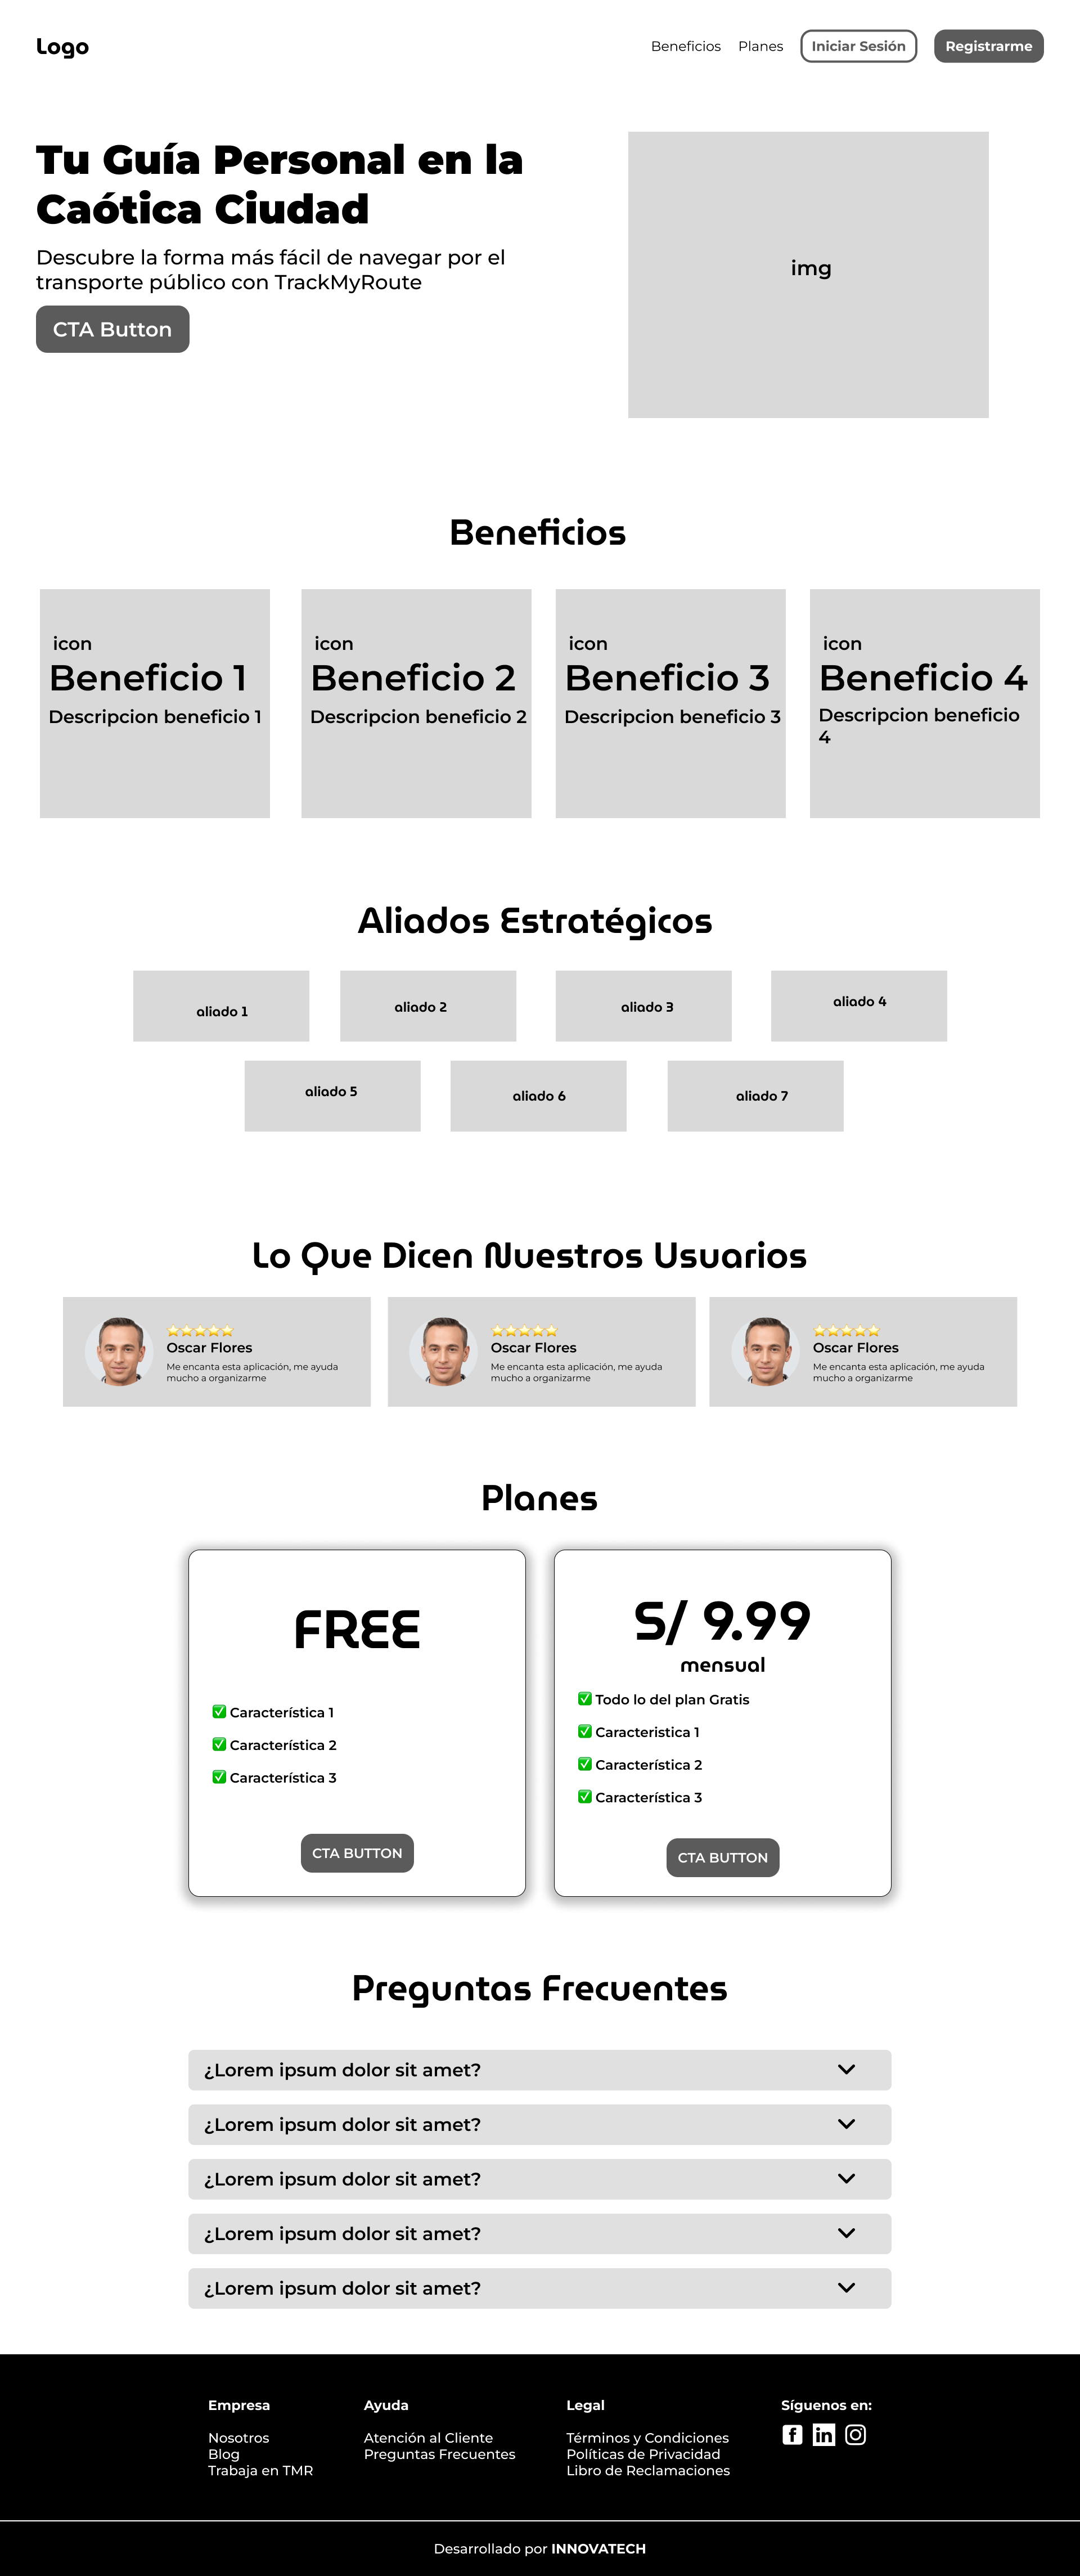 Logo
Beneficios
Planes
Iniciar Sesión
Registrarme
Tu Guía Personal en la
Caótica Ciudad
Descubre la forma más fácil de navegar por el
transporte público con TrackMyRoute
CTA Button
img
Beneficios
icon
Beneficio 1
Descripcion beneficio 1
icon
Beneficio 2
Descripcion beneficio 2
icon
Beneficio 3
Descripcion beneficio 3
icon
Beneficio 4
Descripcion beneficio
4
Aliados Estratégicos
aliado 1
aliado 2
aliado 3
aliado 4
aliado 5
aliado 6
aliado 7
Lo Que Dicen Nuestros Usuarios
Oscar Flores
Me encanta esta aplicación, me ayuda
mucho a organizarme
Oscar Flores
Me encanta esta aplicación, me ayuda
mucho a organizarme
Oscar Flores
Me encanta esta aplicación, me ayuda
mucho a organizarme
Planes
FREE
Característica 1
Característica 2
Característica 3
CTA BUTTON
S/ 9.99
mensual
Todo lo del plan Gratis
Caracteristica 1
Característica 2
Característica 3
CTA BUTTON
Preguntas Frecuentes
¿Lorem ipsum dolor sit amet?
¿Lorem ipsum dolor sit amet?
¿Lorem ipsum dolor sit amet?
¿Lorem ipsum dolor sit amet?
¿Lorem ipsum dolor sit amet?
Empresa
Nosotros
Blog
Trabaja en TMR
Ayuda
Atención al Cliente
Preguntas Frecuentes
Legal
Términos y Condiciones
Políticas de Privacidad
Libro de Reclamaciones
Síguenos en:
Desarrollado por INNOVATECH